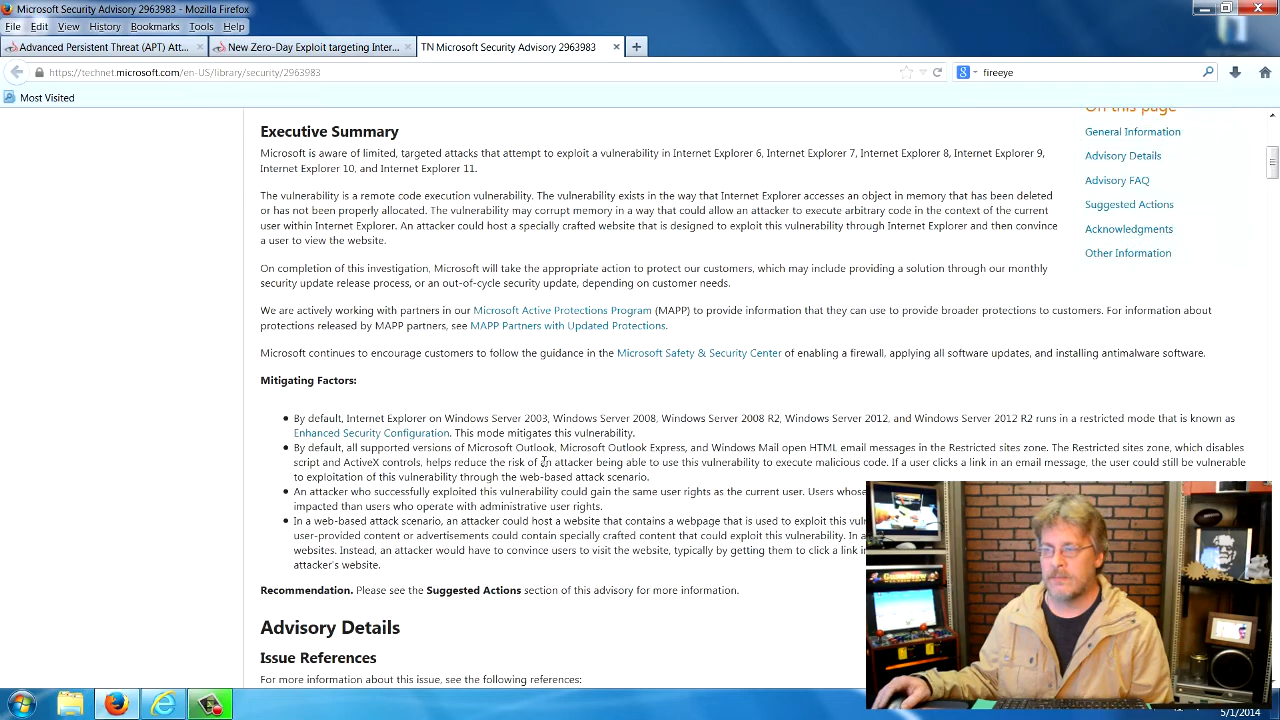 Microsoft Security Advisory 2963983 - Mozilla Firefox
File Edit View History Bookmarks Tools Help
Advanced Persistent Threat (APT) Att...
New Zero-Day Exploit targeting Inter...
TN Microsoft Security Advisory 2963983
https://technet.microsoft.com/en-US/library/security/2963983
fireeye
Most Visited
On this page
General Information
Advisory Details
Advisory FAQ
Suggested Actions
Acknowledgments
Other Information
Executive Summary
Microsoft is aware of limited, targeted attacks that attempt to exploit a vulnerability in Internet Explorer 6, Internet Explorer 7, Internet Explorer 8, Internet Explorer 9,
Internet Explorer 10, and Internet Explorer 11.
The vulnerability is a remote code execution vulnerability. The vulnerability exists in the way that Internet Explorer accesses an object in memory that has been deleted
or has not been properly allocated. The vulnerability may corrupt memory in a way that could allow an attacker to execute arbitrary code in the context of the current
user within Internet Explorer. An attacker could host a specially crafted website that is designed to exploit this vulnerability through Internet Explorer and then convince
a user to view the website.
On completion of this investigation, Microsoft will take the appropriate action to protect our customers, which may include providing a solution through our monthly
security update release process, or an out-of-cycle security update, depending on customer needs.
We are actively working with partners in our Microsoft Active Protections Program (MAPP) to provide information that they can use to provide broader protections to customers. For information about
protections released by MAPP partners, see MAPP Partners with Updated Protections.
Microsoft continues to encourage customers to follow the guidance in the Microsoft Safety & Security Center of enabling a firewall, applying all software updates, and installing antimalware software.
Mitigating Factors:
By default, Internet Explorer on Windows Server 2003, Windows Server 2008, Windows Server 2008 R2, Windows Server 2012, and Windows Server 2012 R2 runs in a restricted mode that is known as
Enhanced Security Configuration. This mode mitigates this vulnerability.
By default, all supported versions of Microsoft Outlook, Microsoft Outlook Express, and Windows Mail open HTML email messages in the Restricted sites zone. The Restricted sites zone, which disables
script and ActiveX controls, helps reduce the risk of an attacker being able to use this vulnerability to execute malicious code. If a user clicks a link in an email message, the user could still be vulnerable
to exploitation of this vulnerability through the web-based attack scenario.
An attacker who successfully exploited this vulnerability could gain the same user rights as the current user. Users whose
impacted than users who operate with administrative user rights.
In a web-based attack scenario, an attacker could host a website that contains a webpage that is used to exploit this vul
user-provided content or advertisements could contain specially crafted content that could exploit this vulnerability. In a
websites. Instead, an attacker would have to convince users to visit the website, typically by getting them to click a link i
attacker's website.
Recommendation. Please see the Suggested Actions section of this advisory for more information.
Advisory Details
Issue References
For more information about this issue, see the following references:
5/1/2014